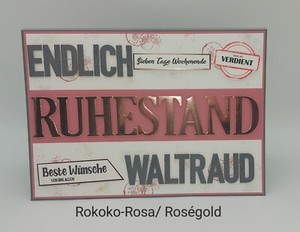 ENDLICH
Sieben Tage Wochenende
VERDIENT
RUHESTAND
Beste Wünsche
WALTRAUD
Rokoko-Rosa/ Roségold